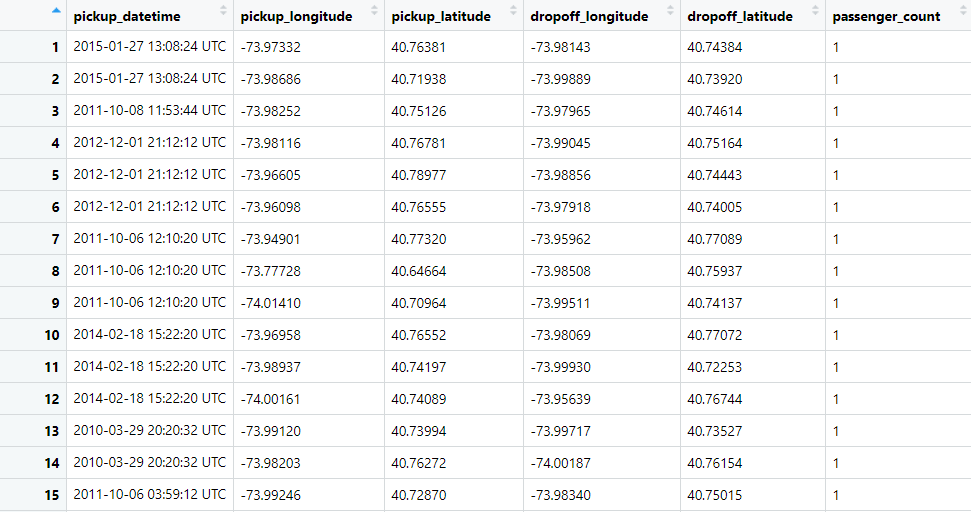 pickup_datetime pickup_longitude pickup_latitude dropoff_longitude dropoff_latitude passenger_count
1 2015-01-27 13:08:24 UTC -73.97332 40.76381 -73.98143 40.74384 1
2 2015-01-27 13:08:24 UTC -73.98686 40.71938 -73.99889 40.73920 1
3 2011-10-08 11:53:44 UTC -73.98252 40.75126 -73.97965 40.74614 1
4 2012-12-01 21:12:12 UTC -73.98116 40.76781 -73.99045 40.75164 1
5 2012-12-01 21:12:12 UTC -73.96605 40.78977 -73.98856 40.74443 1
6 2012-12-01 21:12:12 UTC -73.96098 40.76555 -73.97918 40.74005 1
7 2011-10-06 12:10:20 UTC -73.94901 40.77320 -73.95962 40.77089 1
8 2011-10-06 12:10:20 UTC -73.77728 40.64664 -73.98508 40.75937 1
9 2011-10-06 12:10:20 UTC -74.01410 40.70964 -73.99511 40.74137 1
10 2014-02-18 15:22:20 UTC -73.96958 40.76552 -73.98069 40.77072 1
11 2014-02-18 15:22:20 UTC -73.98937 40.74197 -73.99930 40.72253 1
12 2014-02-18 15:22:20 UTC -74.00161 40.74089 -73.95639 40.76744 1
13 2010-03-29 20:20:32 UTC -73.99120 40.73994 -73.99717 40.73527 1
14 2010-03-29 20:20:32 UTC -73.98203 40.76272 -74.00187 40.76154 1
15 2011-10-06 03:59:12 UTC -73.99246 40.72870 -73.98340 40.75015 1